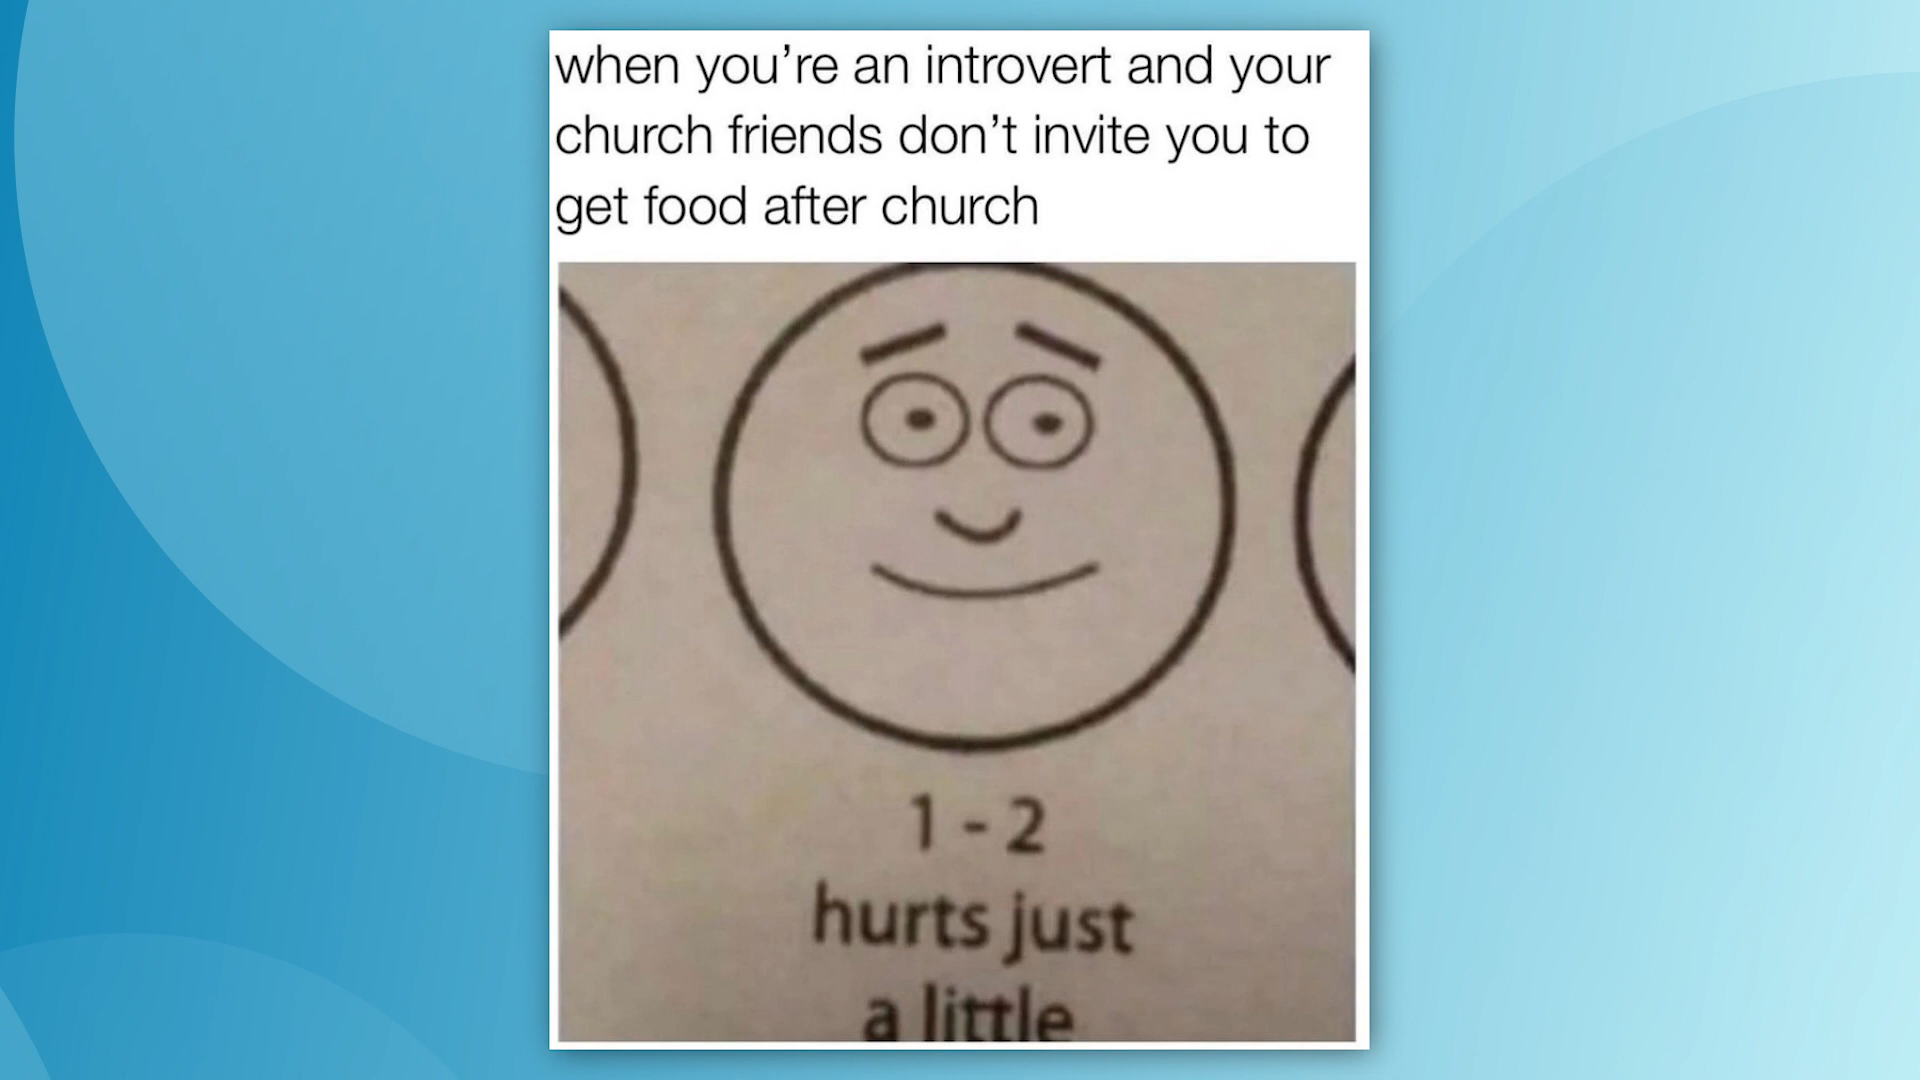 when you’re an introvert and your
church friends don’t invite you to
get food after church
1 - 2
hurts just
a little